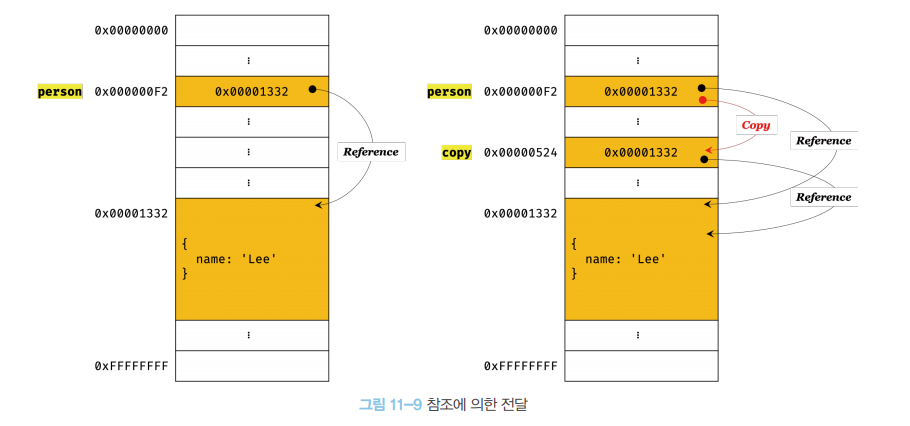 0x00000000
⋮
person 0x000000F2 0x00001332
⋮
⋮
Reference
⋮
0x00001332
{
name: 'Lee'
}
⋮
0xFFFFFFFF
0x00000000
⋮
person 0x000000F2 0x00001332
⋮
Copy
Reference
copy 0x00000524 0x00001332
⋮
Reference
0x00001332
{
name: 'Lee'
}
⋮
0xFFFFFFFF
그림 11-9 참조에 의한 전달